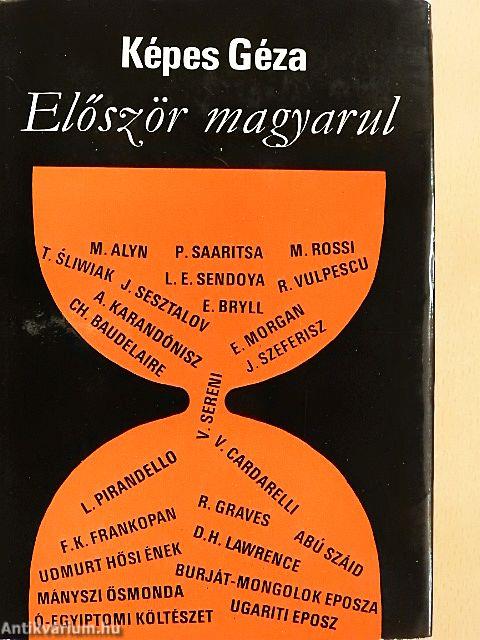 Képes Géza
Először magyarul
M. ALYN P. SAARITSA M. ROSSI
T. ŚLIWIAK J. SESZTALOV L. E. SENDOYA R. VULPESCU
A. KARANDÓNISZ E. BRYLL E. MORGAN
CH. BAUDELAIRE J. SZEFERISZ
V. SERENI
V. CARDARELLI
L. PIRANDELLO
F. K. FRANKOPAN R. GRAVES ABÚ SZÁID
UDMURT HŐSI ÉNEK D. H. LAWRENCE
MÁNYSZI ŐSMONDA BURJÁT-MONGOLOK EPOSZA
Ó-EGYIPTOMI KÖLTÉSZET UGARITI EPOSZ
Antikvarium.hu